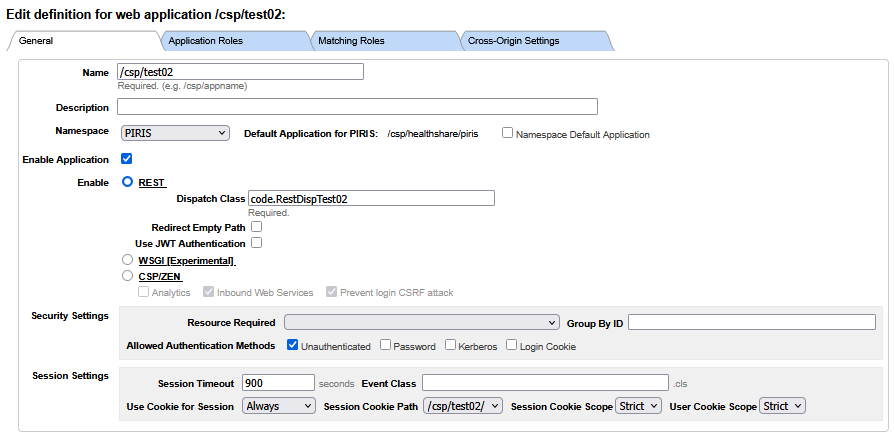 Edit definition for web application /csp/test02:
General Application Roles Matching Roles Cross-Origin Settings
Name /csp/test02
Required. (e.g. /csp/appname)
Description
Namespace PIRIS Default Application for PIRIS: /csp/healthshare/piris Namespace Default Application
Enable Application
Enable REST
Dispatch Class code.RestDispTest02
Required.
Redirect Empty Path
Use JWT Authentication
WSGI [Experimental]
CSP/ZEN
Analytics Inbound Web Services Prevent login CSRF attack
Security Settings Resource Required Group By ID
Allowed Authentication Methods Unauthenticated Password Kerberos Login Cookie
Session Settings Session Timeout 900 seconds Event Class .cls
Use Cookie for Session Always Session Cookie Path /csp/test02/ Session Cookie Scope Strict User Cookie Scope Strict